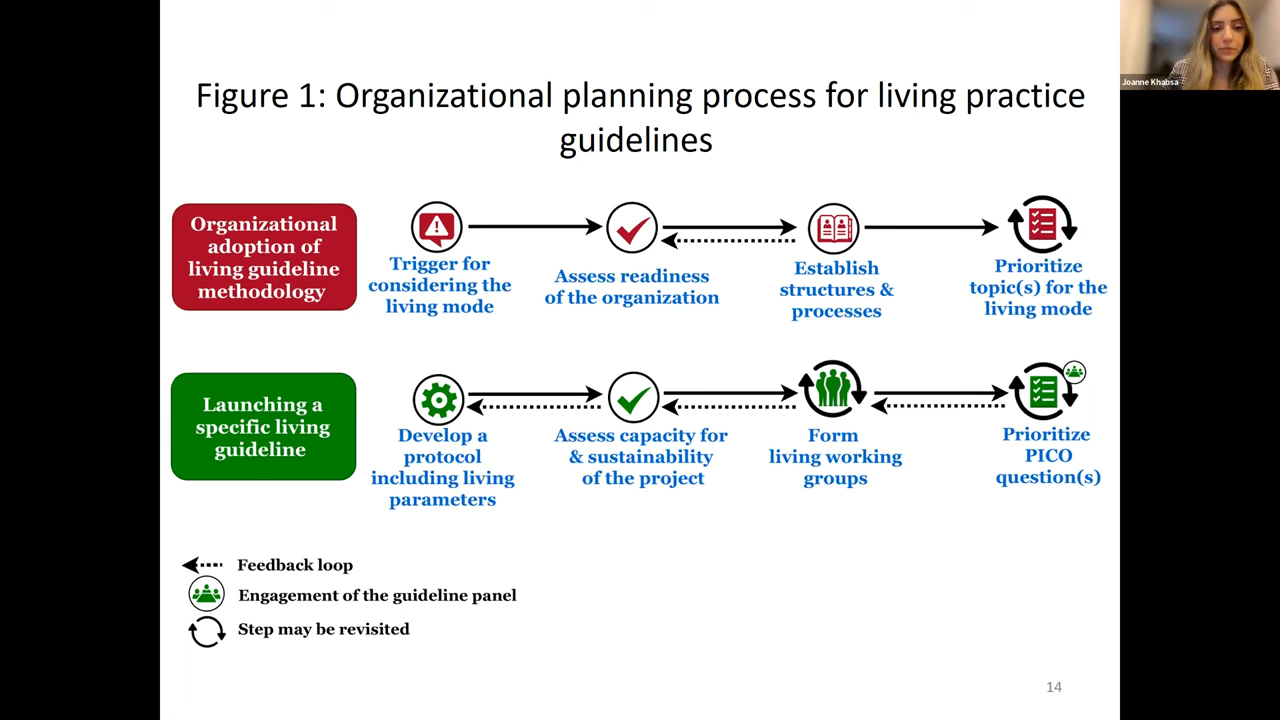 Joanne Khabsa
Figure 1: Organizational planning process for living practice
guidelines
Organizational
adoption of
living guideline
methodology
Trigger for
considering the
living mode
Assess readiness
of the organization
Establish
structures &
processes
Prioritize
topic(s) for the
living mode
Launching a
specific living
guideline
Develop a
protocol
including living
parameters
Assess capacity for
& sustainability
of the project
Form
living working
groups
Prioritize
PICO
question(s)
Feedback loop
Engagement of the guideline panel
Step may be revisited
14